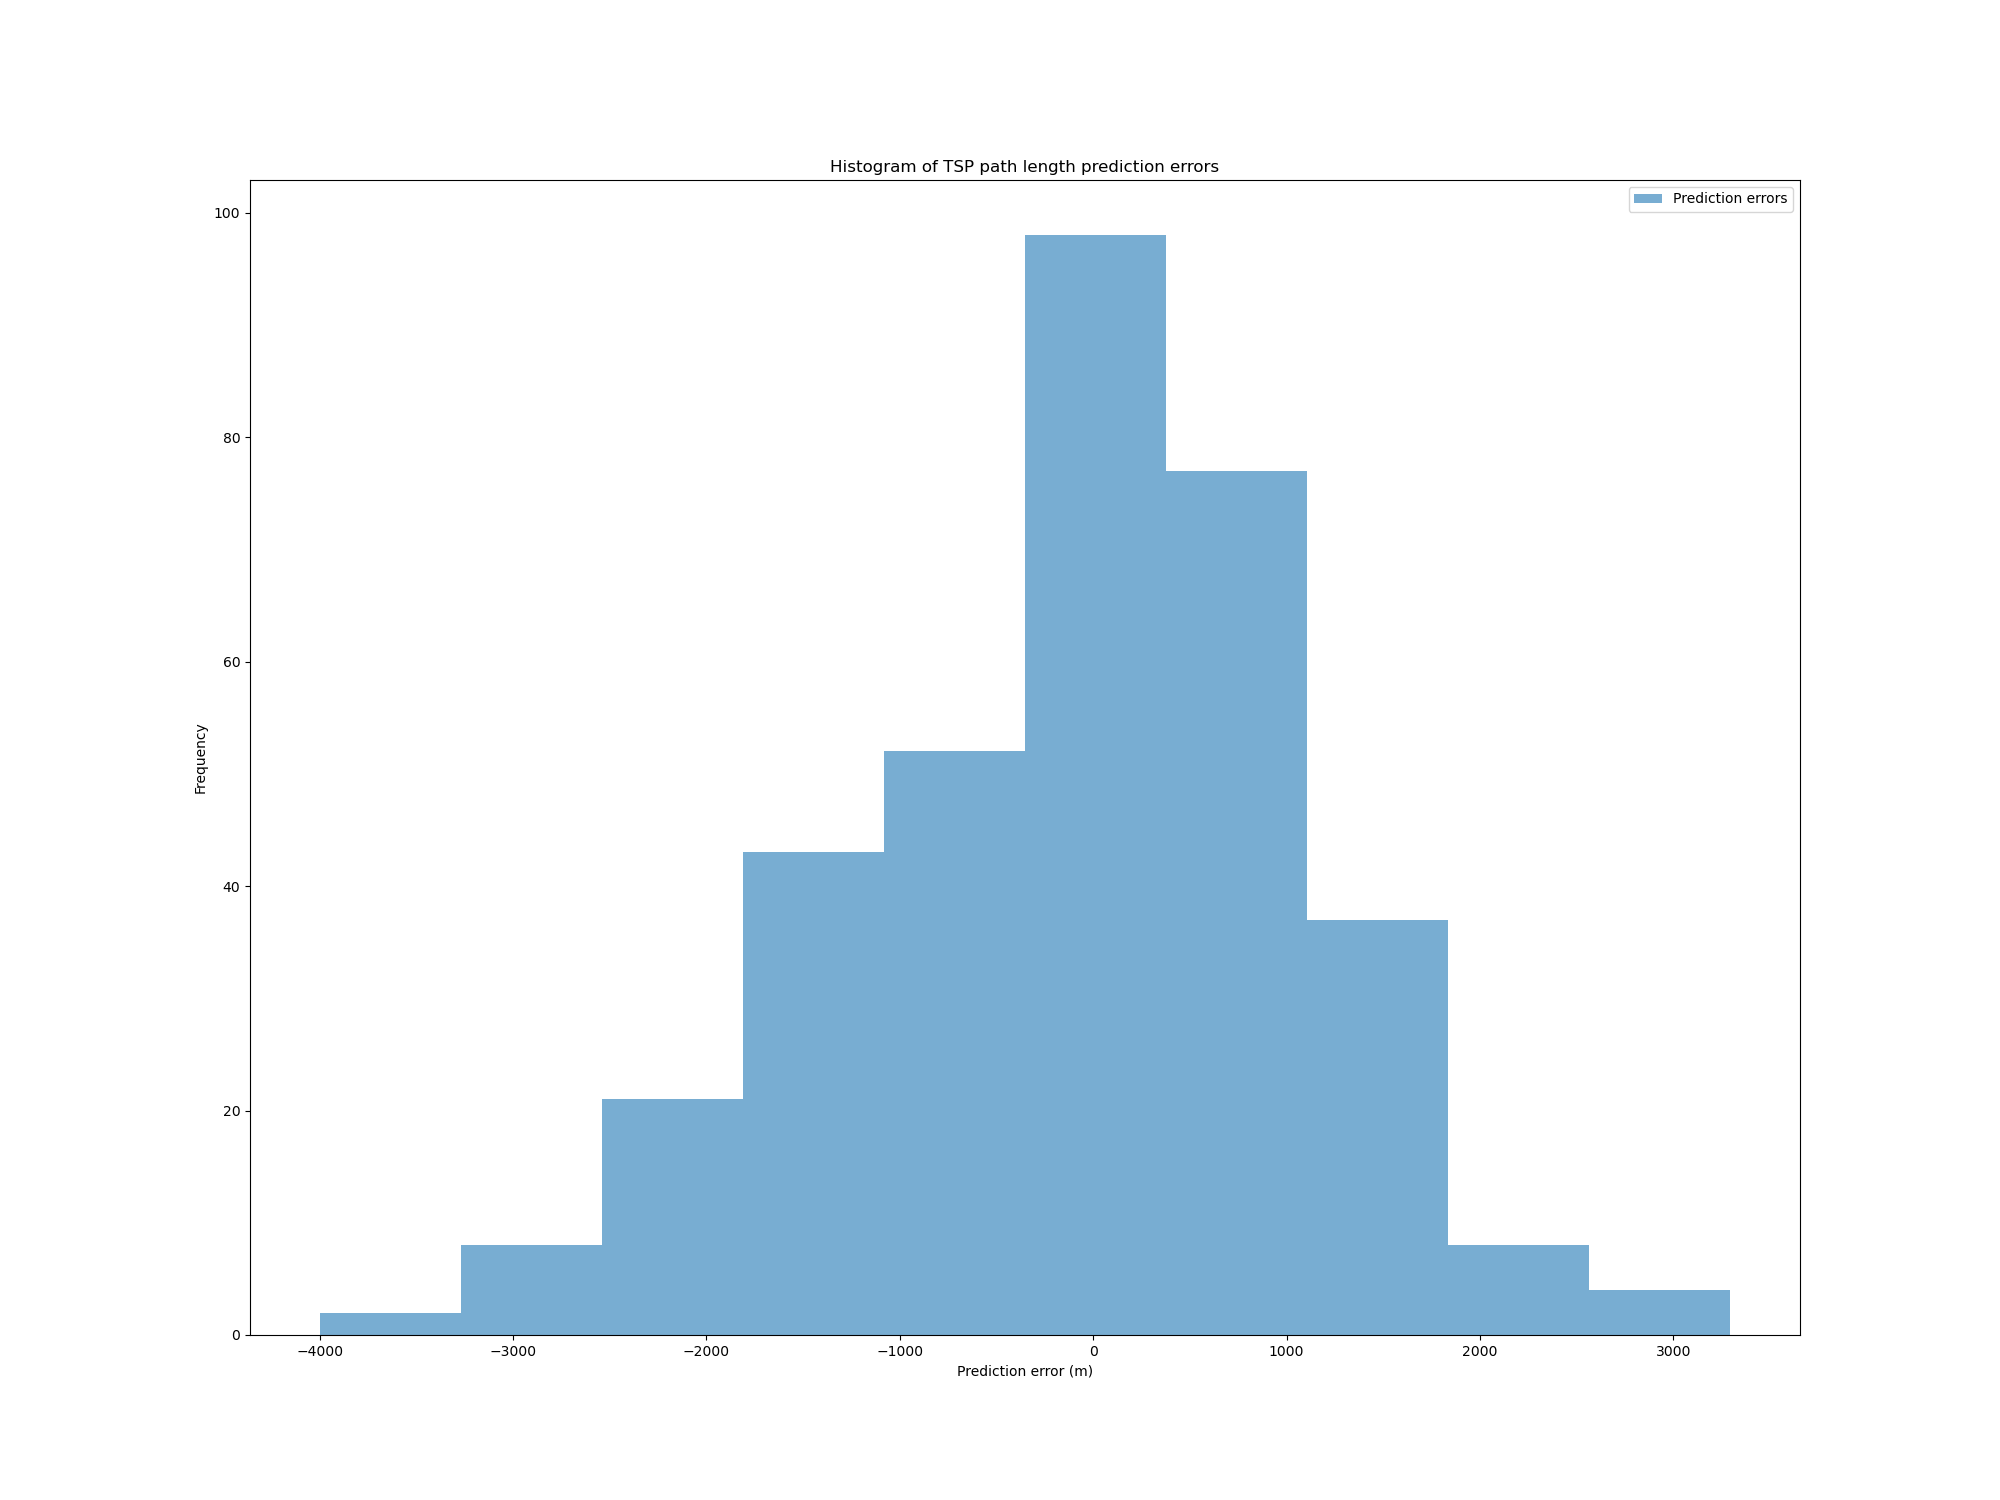 Histogram of TSP path length prediction errors
Prediction errors
100
80
60
40
20
0
Frequency
−4000 −3000 −2000 −1000 0 1000 2000 3000
Prediction error (m)